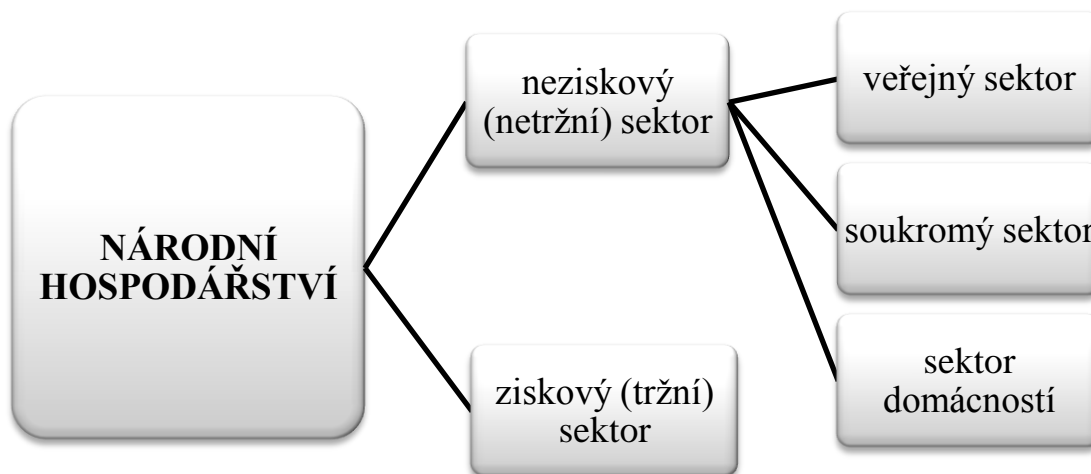 NÁRODNÍ
HOSPODÁŘSTVÍ
neziskový
(netržní) sektor
ziskový (tržní)
sektor
veřejný sektor
soukromý sektor
sektor
domácností